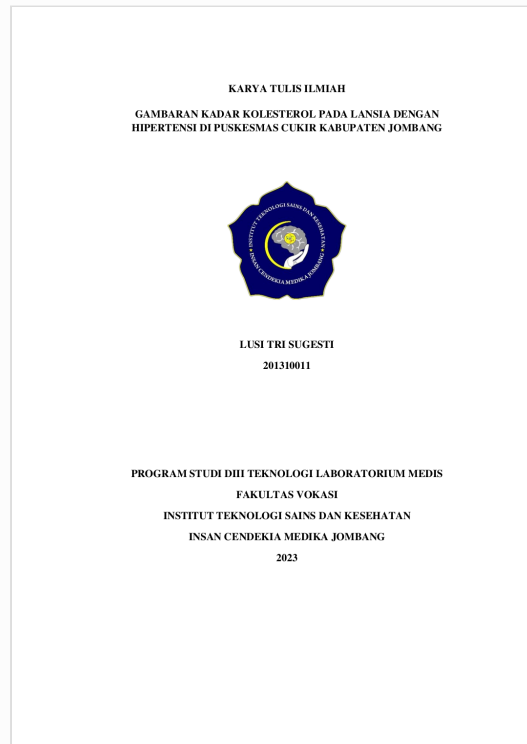 KARYA TULIS ILMIAH
GAMBARAN KADAR KOLESTEROL PADA LANSIA DENGAN
HIPERTENSI DI PUSKESMAS CUKIR KABUPATEN JOMBANG
INSTITUT TEKNOLOGI SAINS DAN KESEHATAN
INSAN CENDEKIA MEDIKA JOMBANG
LUSI TRI SUGESTI
201310011
PROGRAM STUDI DIII TEKNOLOGI LABORATORIUM MEDIS
FAKULTAS VOKASI
INSTITUT TEKNOLOGI SAINS DAN KESEHATAN
INSAN CENDEKIA MEDIKA JOMBANG
2023